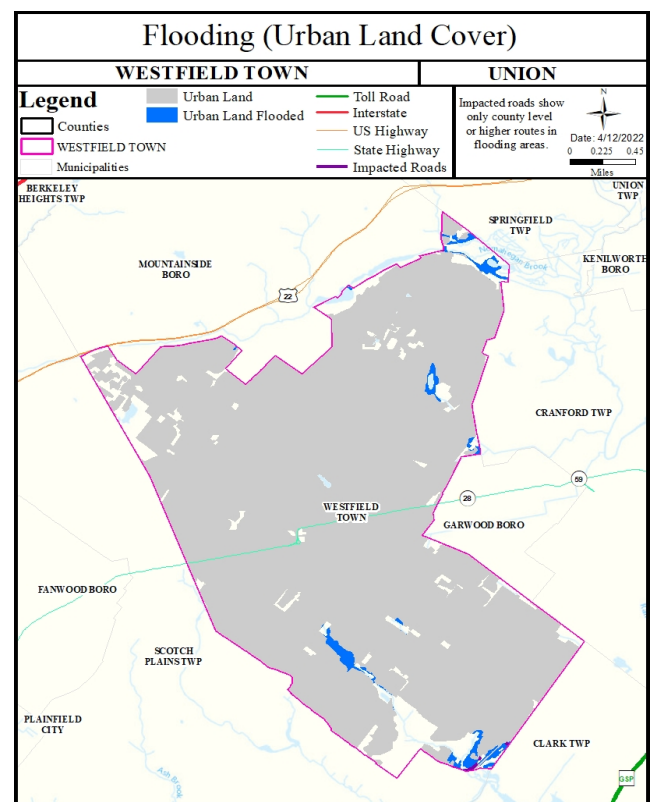 Flooding (Urban Land Cover)
WESTFIELD TOWN
UNION
Legend
Counties
WESTFIELD TOWN
Municipalities
Urban Land
Urban Land Flooded
Toll Road
Interstate
US Highway
State Highway
Impacted Roads
Impacted roads show
only county level
or higher routes in
flooding areas.
N
Date: 4/12/2022
0 0.225 0.45
Miles
BERKELEY
HEIGHTS TWP
UNION
TWP
SPRINGFIELD
TWP
Nomahegan Brook
MOUNTAINSIDE
BORO
KENILWORTH
BORO
22
CRANFORD TWP
59
28
WESTFIELD
TOWN
GARWOOD BORO
FANWOOD BORO
SCOTCH
PLAINS TWP
PLAINFIELD
CITY
CLARK TWP
Ash Brook
GSP